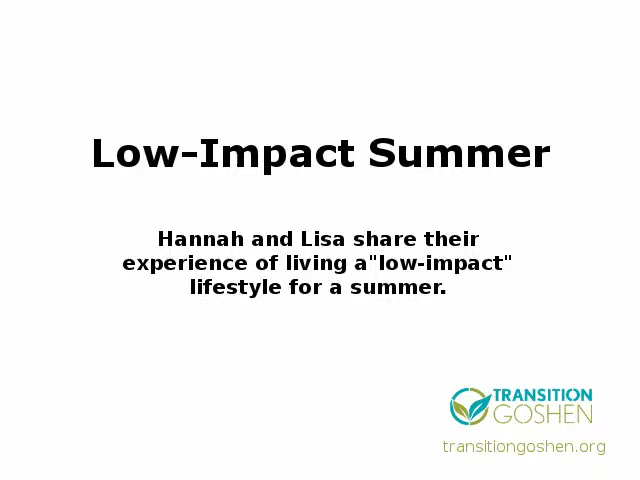 Low-Impact Summer
Hannah and Lisa share their
experience of living a"low-impact"
lifestyle for a summer.
TRANSITION
GOSHEN
transitiongoshen.org